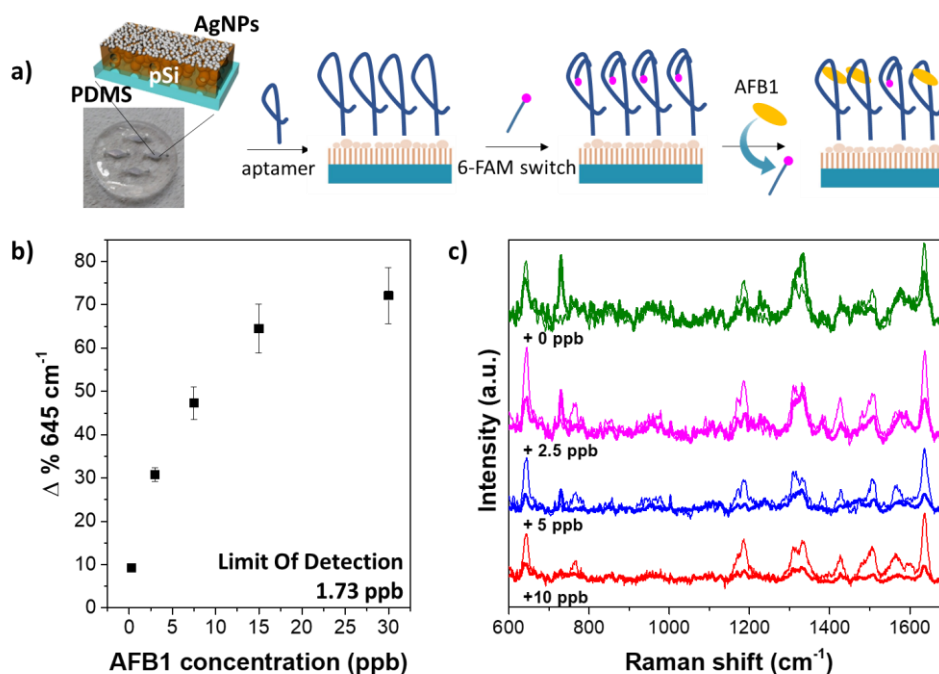 a)
AgNPs
pSi
PDMS
aptamer
6-FAM switch
AFB1
b)
Δ % 645 cm⁻¹
80
70
60
50
40
30
20
10
0
0 5 10 15 20 25 30
Limit Of Detection
1.73 ppb
AFB1 concentration (ppb)
c)
Intensity (a.u.)
+ 0 ppb
+ 2.5 ppb
+ 5 ppb
+10 ppb
600 800 1000 1200 1400 1600
Raman shift (cm⁻¹)